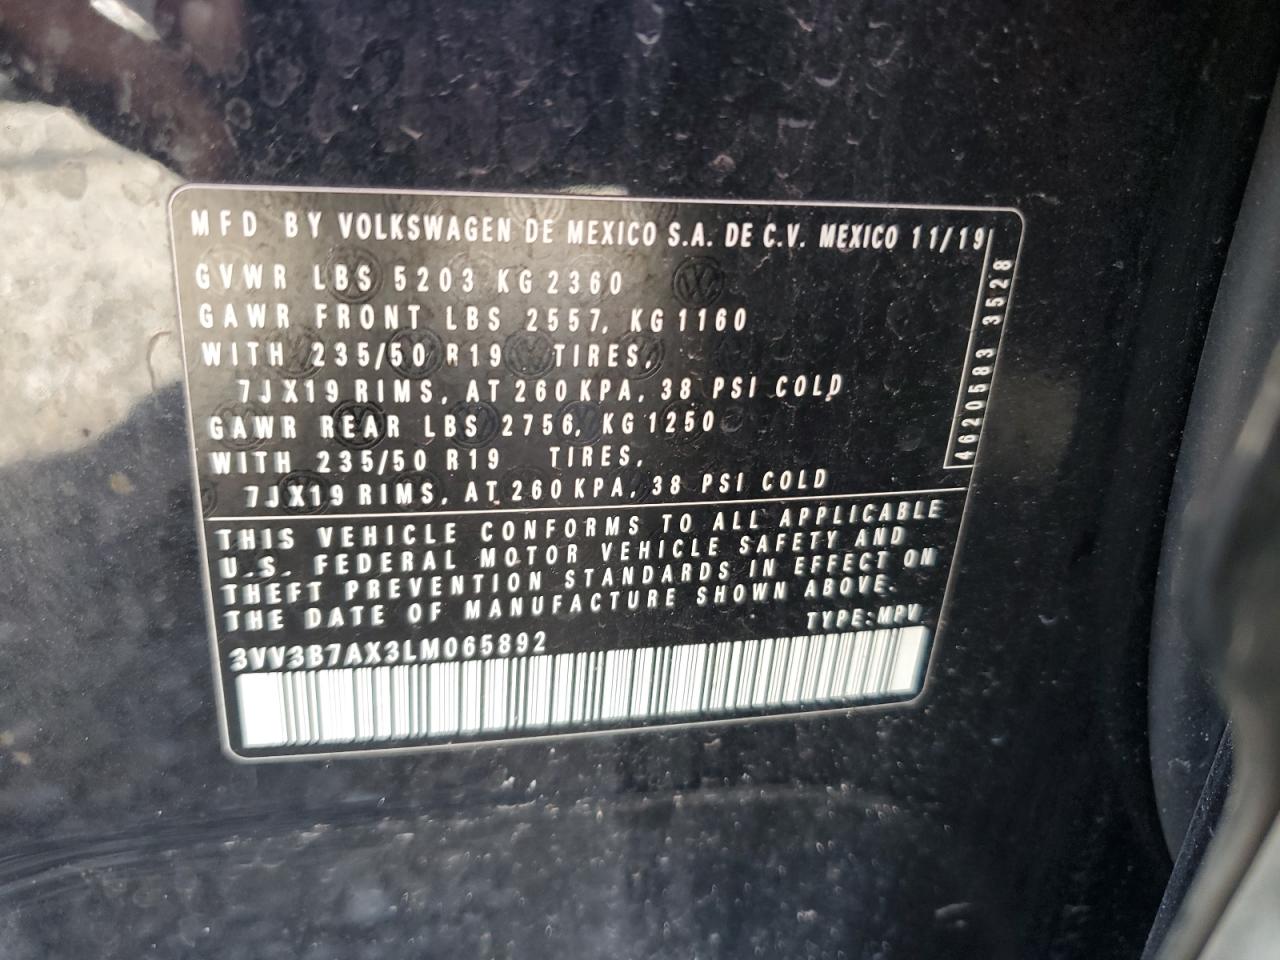 MFD BY VOLKSWAGEN DE MEXICO S.A. DE C.V. MEXICO 11/19
GVWR LBS 5203 KG 2360
GAWR FRONT LBS 2557, KG 1160
WITH 235/50 R19 TIRES,
7JX19 RIMS, AT 260 KPA, 38 PSI COLD
GAWR REAR LBS 2756, KG 1250
WITH 235/50 R19 TIRES,
7JX19 RIMS, AT 260 KPA, 38 PSI COLD
4620583 3528
THIS VEHICLE CONFORMS TO ALL APPLICABLE
U.S. FEDERAL MOTOR VEHICLE SAFETY AND
THEFT PREVENTION STANDARDS IN EFFECT ON
THE DATE OF MANUFACTURE SHOWN ABOVE.
TYPE: MPV
3VV3B7AX3LM065892